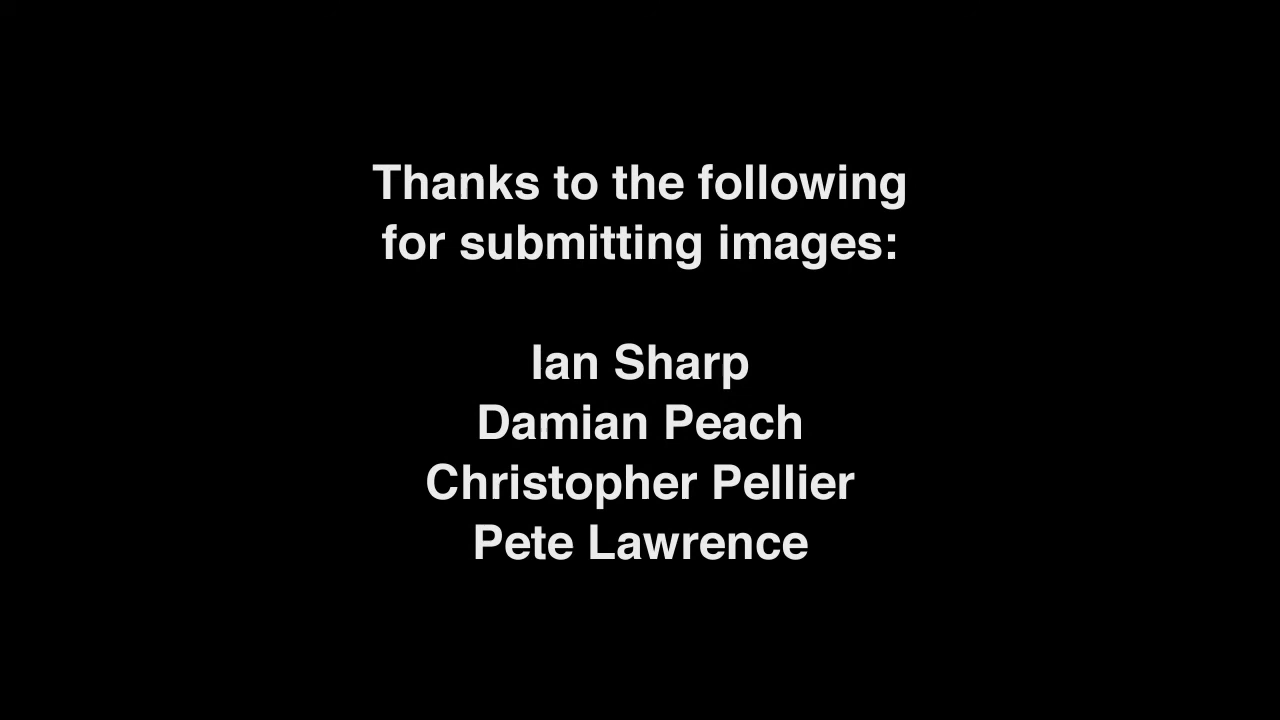 Thanks to the following
for submitting images:
Ian Sharp
Damian Peach
Christopher Pellier
Pete Lawrence